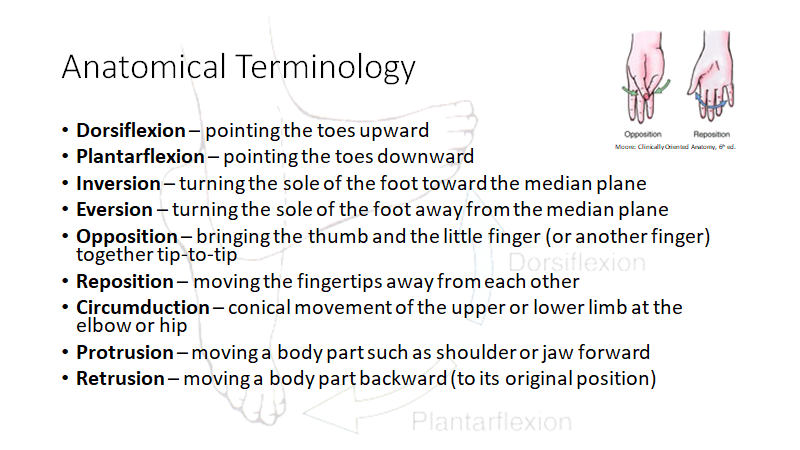 Anatomical Terminology
Opposition
Reposition
Moore: Clinically Oriented Anatomy, 6th ed.
• Dorsiflexion – pointing the toes upward
• Plantarflexion – pointing the toes downward
• Inversion – turning the sole of the foot toward the median plane
• Eversion – turning the sole of the foot away from the median plane
• Opposition – bringing the thumb and the little finger (or another finger)
together tip-to-tip
• Reposition – moving the fingertips away from each other
• Circumduction – conical movement of the upper or lower limb at the
elbow or hip
• Protrusion – moving a body part such as shoulder or jaw forward
• Retrusion – moving a body part backward (to its original position)
Dorsiflexion
Plantarflexion